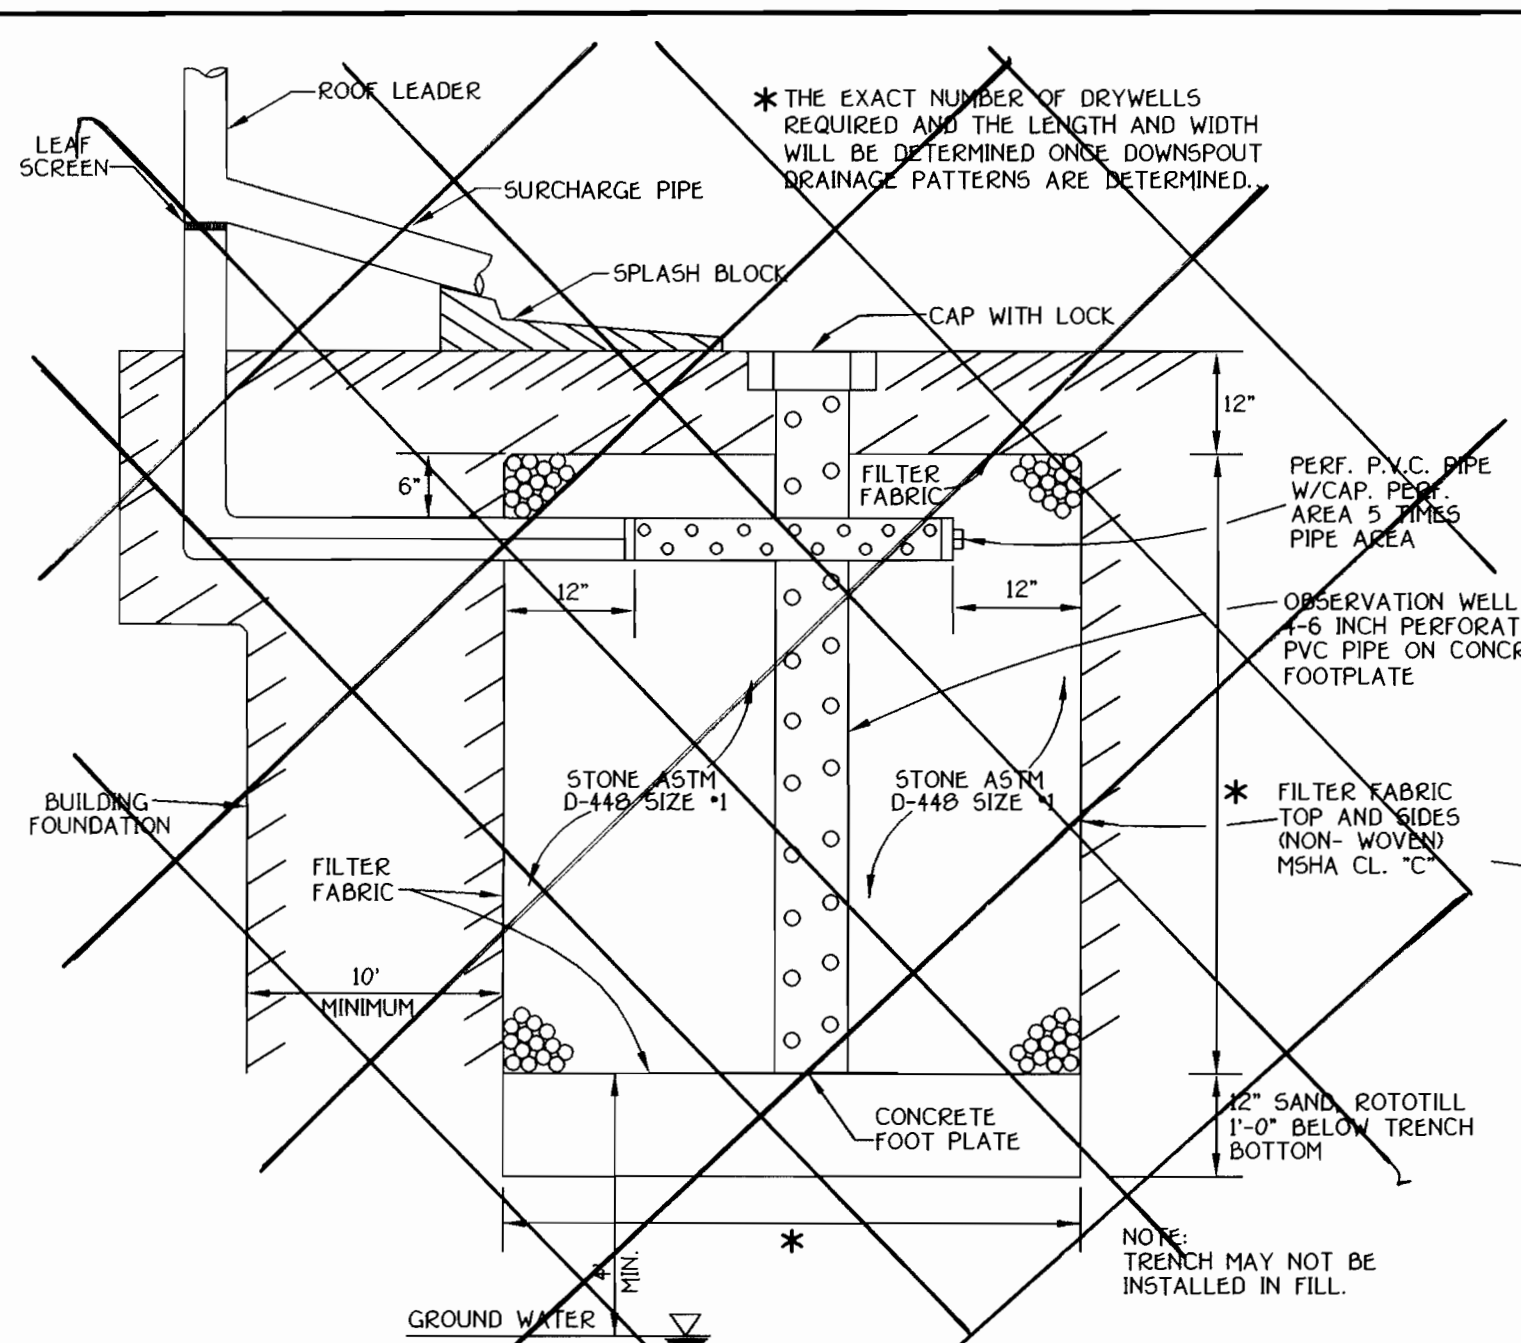 ROOF LEADER
LEAF
SCREEN
SURCHARGE PIPE
SPLASH BLOCK
* THE EXACT NUMBER OF DRYWELLS
REQUIRED AND THE LENGTH AND WIDTH
WILL BE DETERMINED ONCE DOWNSPOUT
DRAINAGE PATTERNS ARE DETERMINED.
CAP WITH LOCK
12"
6"
FILTER
FABRIC
PERF. P.V.C. PIPE
W/CAP. PERF.
AREA 5 TIMES
PIPE AREA
12"
12"
OBSERVATION WELL
4-6 INCH PERFORAT
PVC PIPE ON CONCR
FOOTPLATE
STONE ASTM
D-448 SIZE #1
STONE ASTM
D-448 SIZE #1
* FILTER FABRIC
TOP AND SIDES
(NON- WOVEN)
MSHA CL. "C"
BUILDING
FOUNDATION
FILTER
FABRIC
10'
MINIMUM
CONCRETE
FOOT PLATE
12" SAND, ROTOTILL
1'-0" BELOW TRENCH
BOTTOM
*
4'
MIN.
NOTE:
TRENCH MAY NOT BE
INSTALLED IN FILL.
GROUND WATER